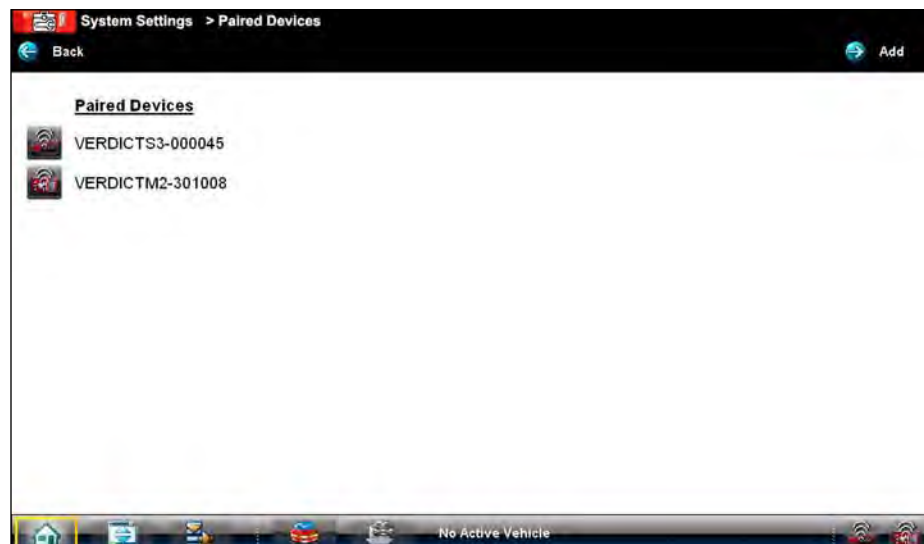 System Settings > Paired Devices
Back
Add
Paired Devices
VERDICTS3-000045
VERDICTM2-301008
No Active Vehicle